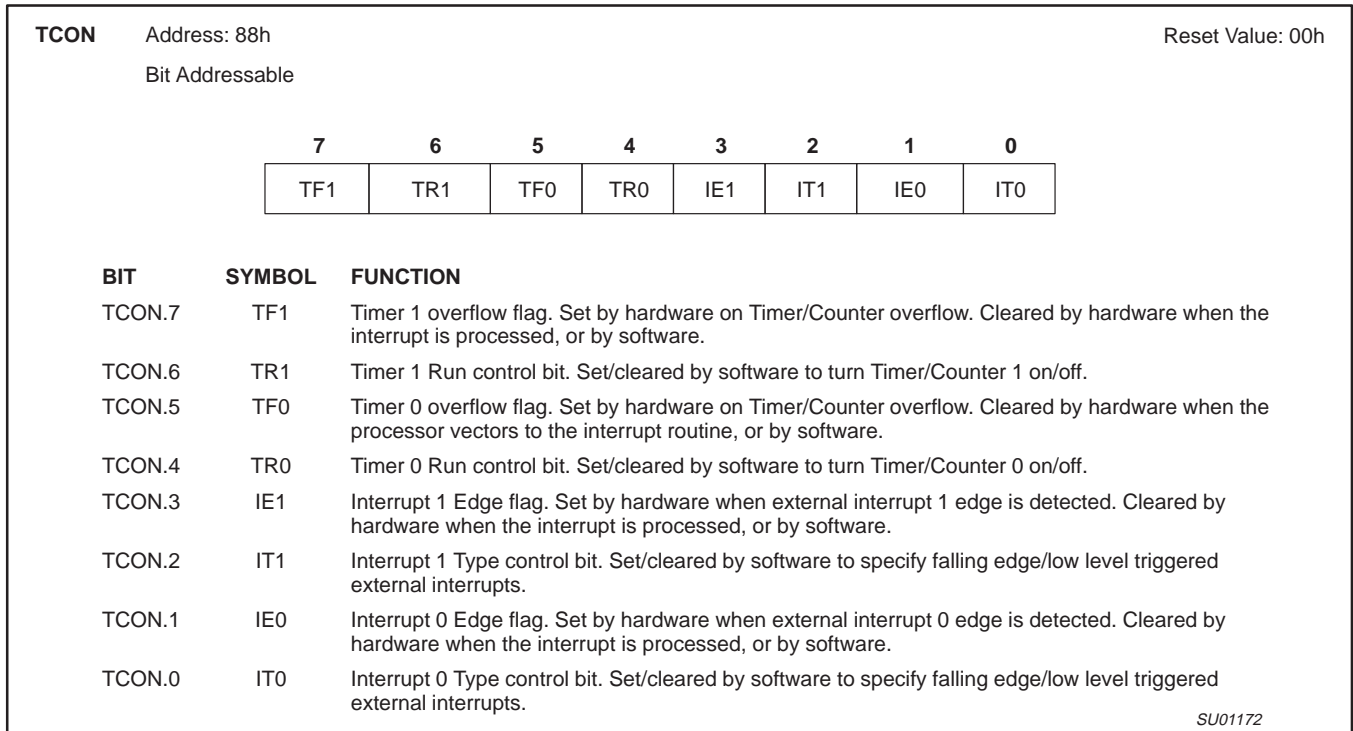 TCON Address: 88h Reset Value: 00h
Bit Addressable
7 6 5 4 3 2 1 0
TF1 TR1 TF0 TR0 IE1 IT1 IE0 IT0
BIT SYMBOL FUNCTION
TCON.7 TF1 Timer 1 overflow flag. Set by hardware on Timer/Counter overflow. Cleared by hardware when the
interrupt is processed, or by software.
TCON.6 TR1 Timer 1 Run control bit. Set/cleared by software to turn Timer/Counter 1 on/off.
TCON.5 TF0 Timer 0 overflow flag. Set by hardware on Timer/Counter overflow. Cleared by hardware when the
processor vectors to the interrupt routine, or by software.
TCON.4 TR0 Timer 0 Run control bit. Set/cleared by software to turn Timer/Counter 0 on/off.
TCON.3 IE1 Interrupt 1 Edge flag. Set by hardware when external interrupt 1 edge is detected. Cleared by
hardware when the interrupt is processed, or by software.
TCON.2 IT1 Interrupt 1 Type control bit. Set/cleared by software to specify falling edge/low level triggered
external interrupts.
TCON.1 IE0 Interrupt 0 Edge flag. Set by hardware when external interrupt 0 edge is detected. Cleared by
hardware when the interrupt is processed, or by software.
TCON.0 IT0 Interrupt 0 Type control bit. Set/cleared by software to specify falling edge/low level triggered
external interrupts.
SU01172